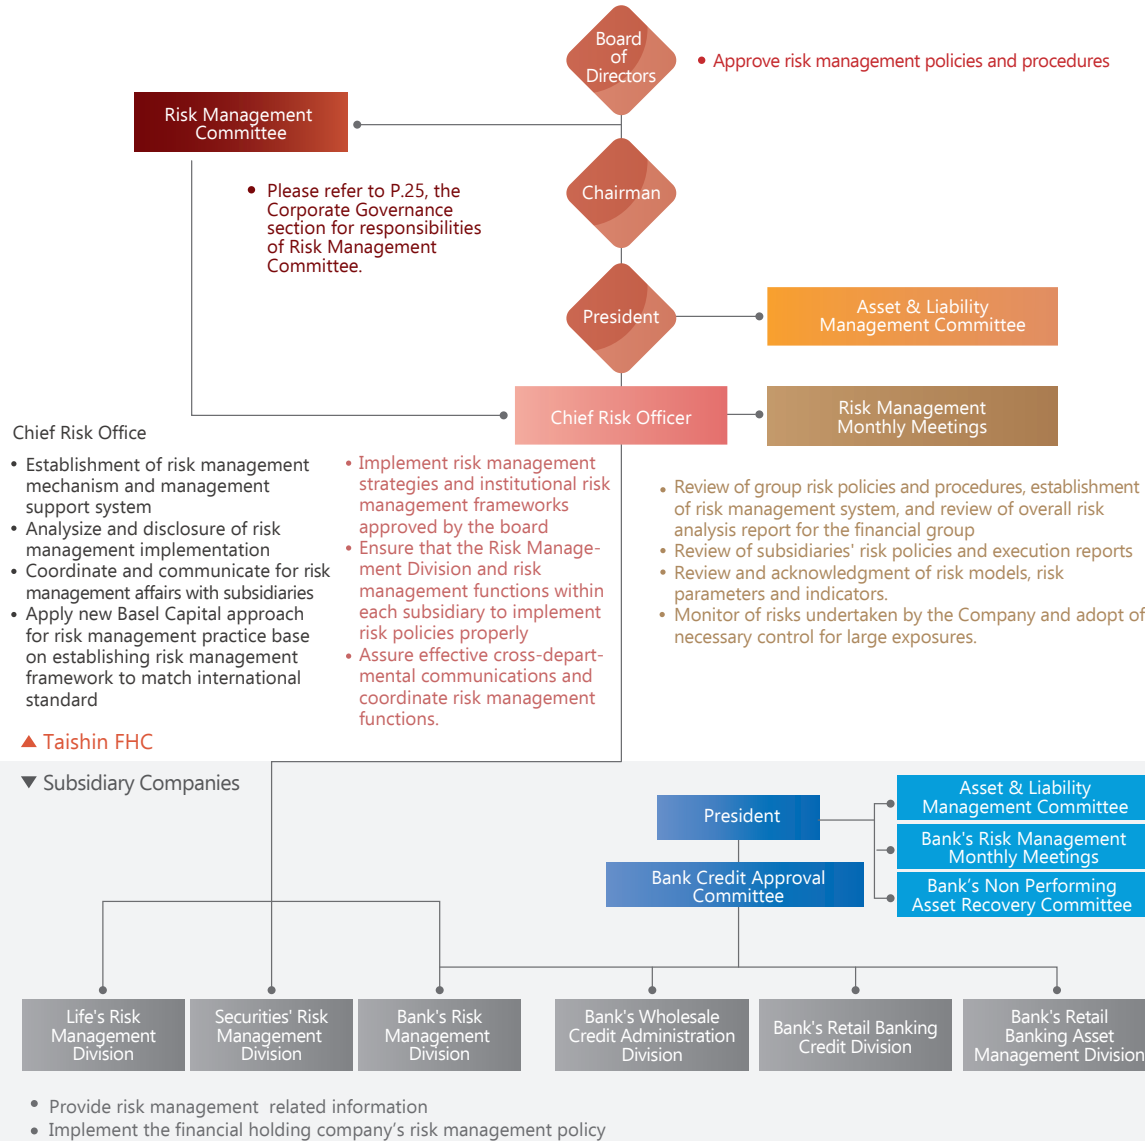 Board
of
Directors
• Approve risk management policies and procedures
Risk Management
Committee
• Please refer to P.25, the
Corporate Governance
section for responsibilities
of Risk Management
Committee.
Chairman
President
Asset & Liability
Management Committee
Chief Risk Officer
Risk Management
Monthly Meetings
Chief Risk Office
• Establishment of risk management
mechanism and management
support system
• Analysize and disclosure of risk
management implementation
• Coordinate and communicate for risk
management affairs with subsidiaries
• Apply new Basel Capital approach
for risk management practice base
on establishing risk management
framework to match international
standard
• Implement risk management
strategies and institutional risk
management frameworks
approved by the board
• Ensure that the Risk Manage-
ment Division and risk
management functions within
each subsidiary to implement
risk policies properly
• Assure effective cross-depart-
mental communications and
coordinate risk management
functions.
• Review of group risk policies and procedures, establishment
of risk management system, and review of overall risk
analysis report for the financial group
• Review of subsidiaries' risk policies and execution reports
• Review and acknowledgment of risk models, risk
parameters and indicators.
• Monitor of risks undertaken by the Company and adopt of
necessary control for large exposures.
▲ Taishin FHC
▼ Subsidiary Companies
President
Bank Credit Approval
Committee
Asset & Liability
Management Committee
Bank's Risk Management
Monthly Meetings
Bank’s Non Performing
Asset Recovery Committee
Life's Risk
Management
Division
Securities' Risk
Management
Division
Bank's Risk
Management
Division
Bank's Wholesale
Credit Administration
Division
Bank's Retail Banking
Credit Division
Bank's Retail
Banking Asset
Management Division
• Provide risk management related information
• Implement the financial holding company’s risk management policy